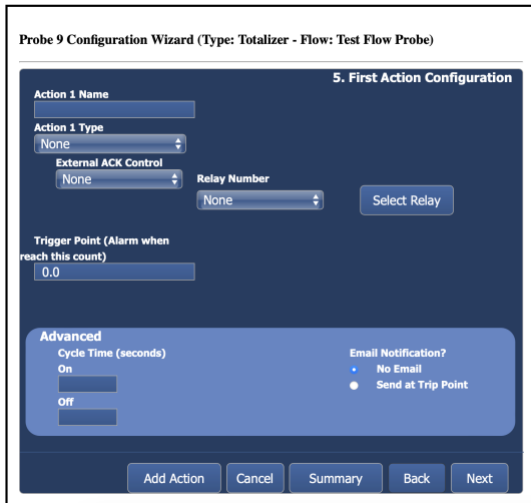 Probe 9 Configuration Wizard (Type: Totalizer - Flow: Test Flow Probe)
5. First Action Configuration
Action 1 Name
Action 1 Type
None
External ACK Control
None
Relay Number
None
Select Relay
Trigger Point (Alarm when
reach this count)
0.0
Advanced
Cycle Time (seconds)
On
Off
Email Notification?
No Email
Send at Trip Point
Add Action
Cancel
Summary
Back
Next